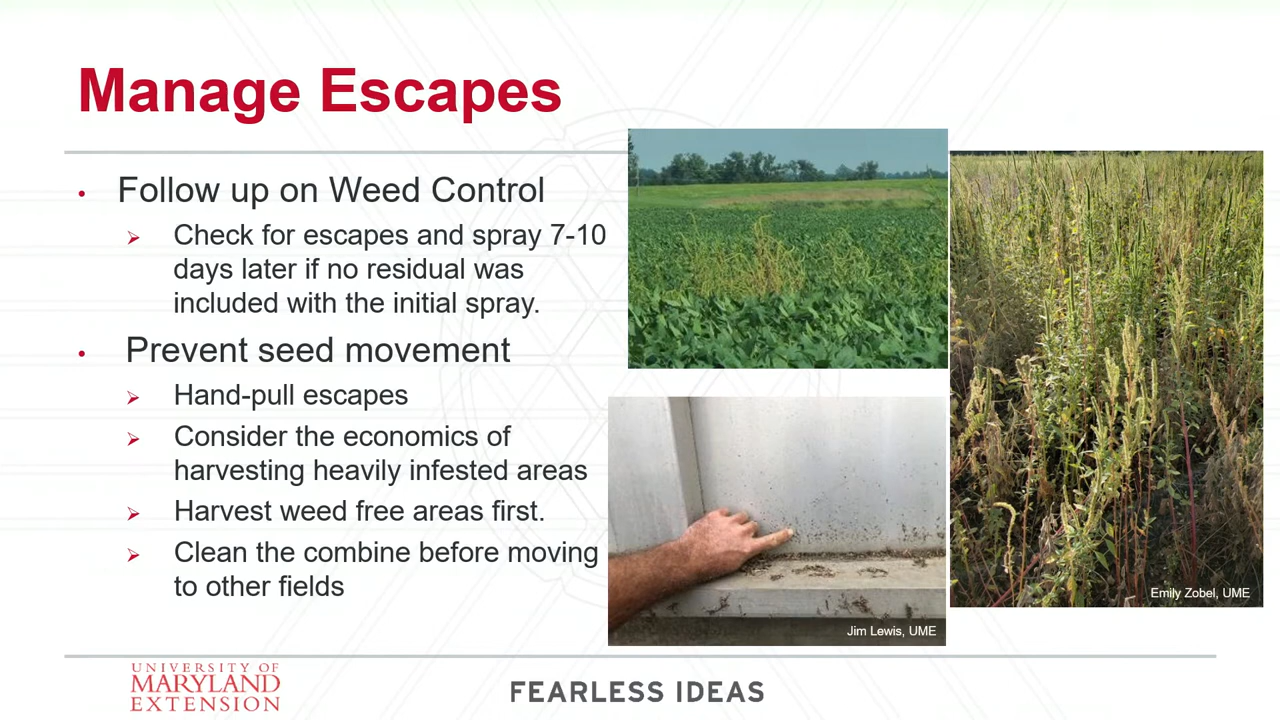 Manage Escapes
• Follow up on Weed Control
➢ Check for escapes and spray 7-10
days later if no residual was
included with the initial spray.
• Prevent seed movement
➢ Hand-pull escapes
➢ Consider the economics of
harvesting heavily infested areas
➢ Harvest weed free areas first.
➢ Clean the combine before moving
to other fields
Emily Zobel, UME
Jim Lewis, UME
UNIVERSITY OF
MARYLAND
EXTENSION
FEARLESS IDEAS